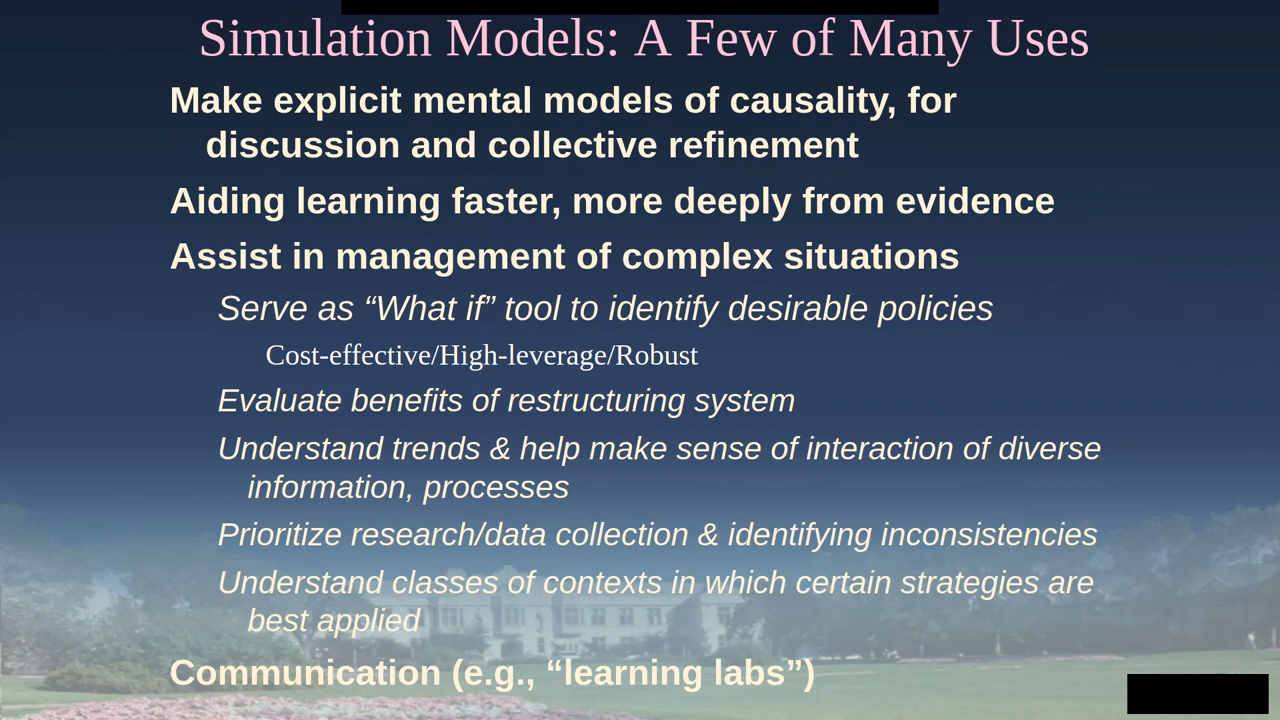 Simulation Models: A Few of Many Uses
Make explicit mental models of causality, for
discussion and collective refinement
Aiding learning faster, more deeply from evidence
Assist in management of complex situations
Serve as “What if” tool to identify desirable policies
Cost-effective/High-leverage/Robust
Evaluate benefits of restructuring system
Understand trends & help make sense of interaction of diverse
information, processes
Prioritize research/data collection & identifying inconsistencies
Understand classes of contexts in which certain strategies are
best applied
Communication (e.g., “learning labs”)